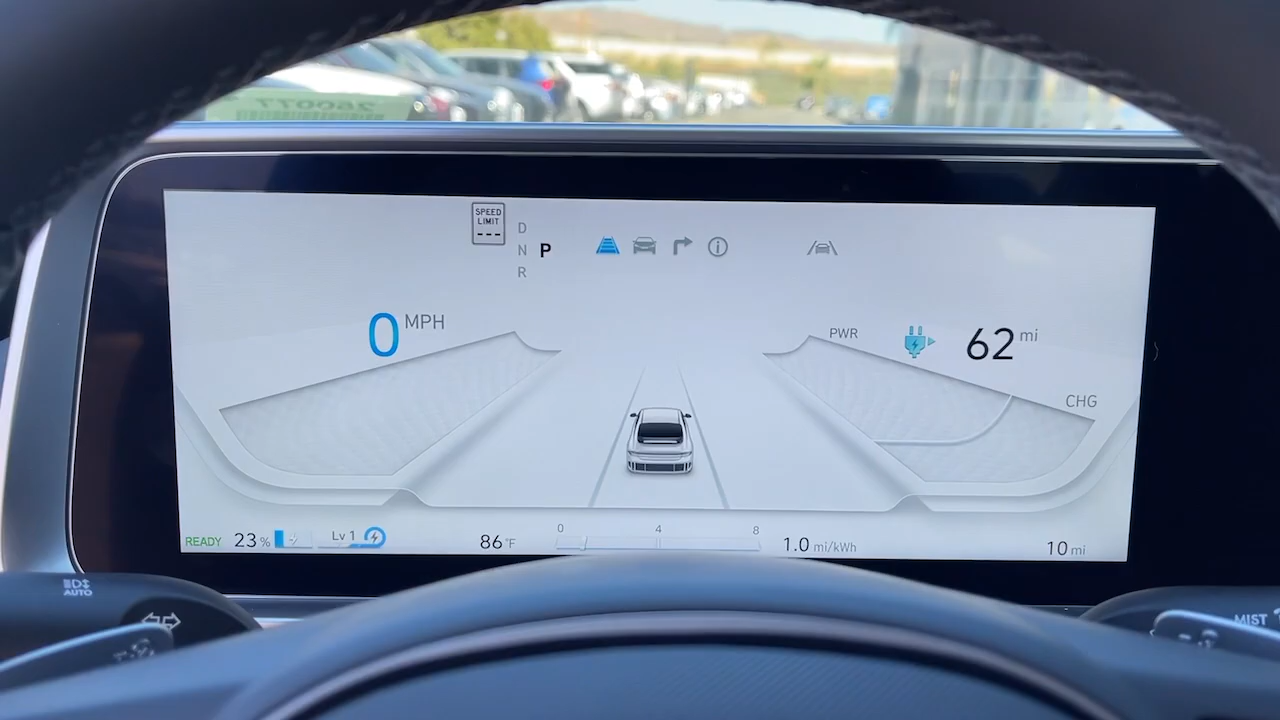 SPEED
LIMIT
---
D
N P
R
0 MPH
PWR
62 mi
CHG
READY 23% Lv 1 86°F
0 4 8
1.0 mi/kWh
10 mi
AUTO
MIST